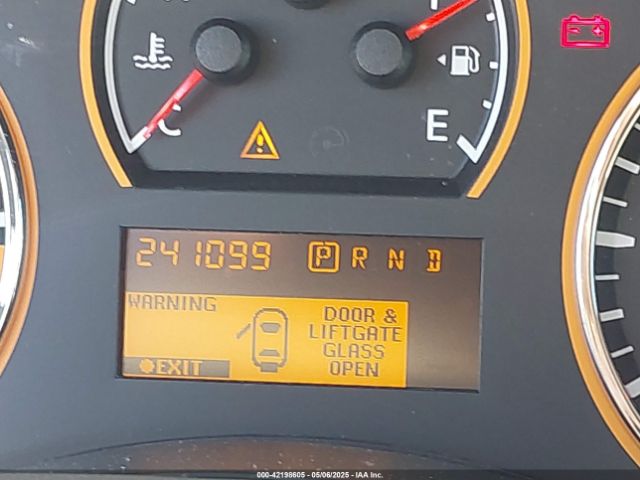 C
E
241099 P R N D
WARNING
DOOR &
LIFTGATE
GLASS
OPEN
EXIT
000-42198605 - 05/06/2025 - IAA Inc.